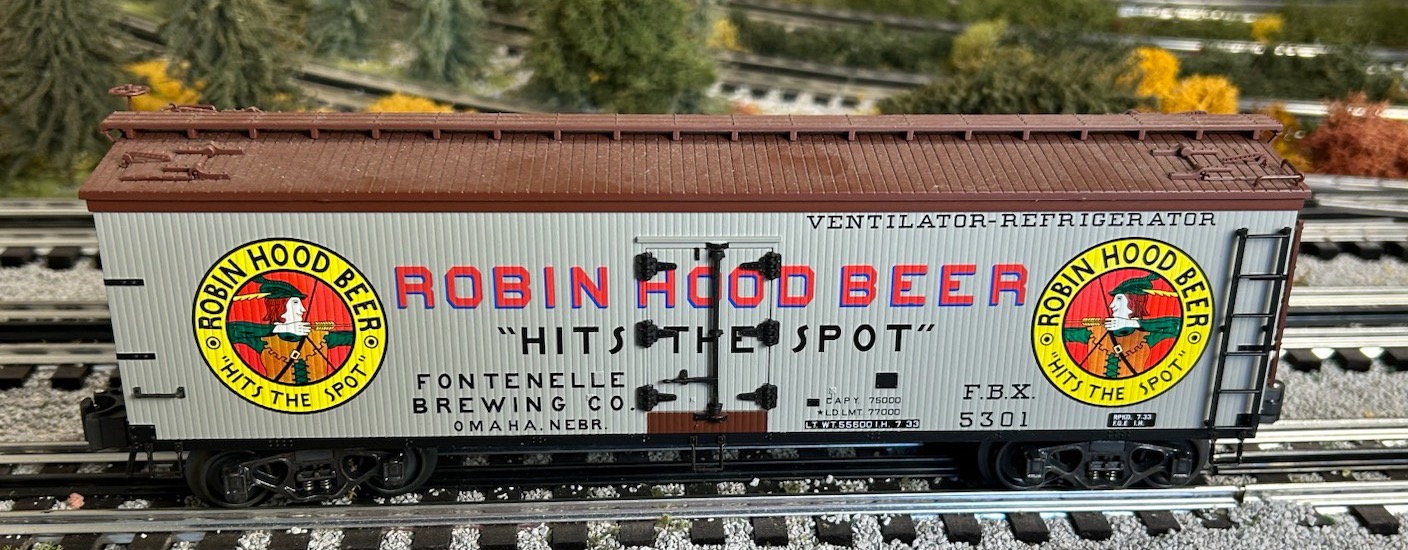 VENTILATOR-REFRIGERATOR
ROBIN HOOD BEER
"HITS THE SPOT"
ROBIN HOOD BEER
"HITS THE SPOT"
FONTENELLE
BREWING CO.
OMAHA. NEBR.
CAPY. 75000
★LD LMT. 77000
LT. WT. 55600 I.H. 7 33
F.B.X.
5301
ROBIN HOOD BEER
"HITS THE SPOT"
RPKD. 7.33
F.G.E I.H.